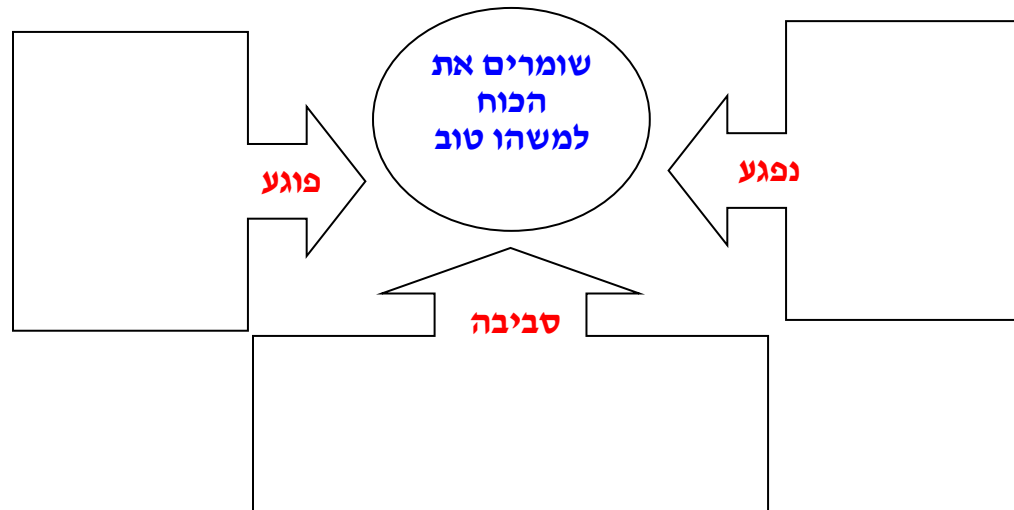 שומרים את
הכוח
למשהו טוב
נפגע
פוגע
סביבה